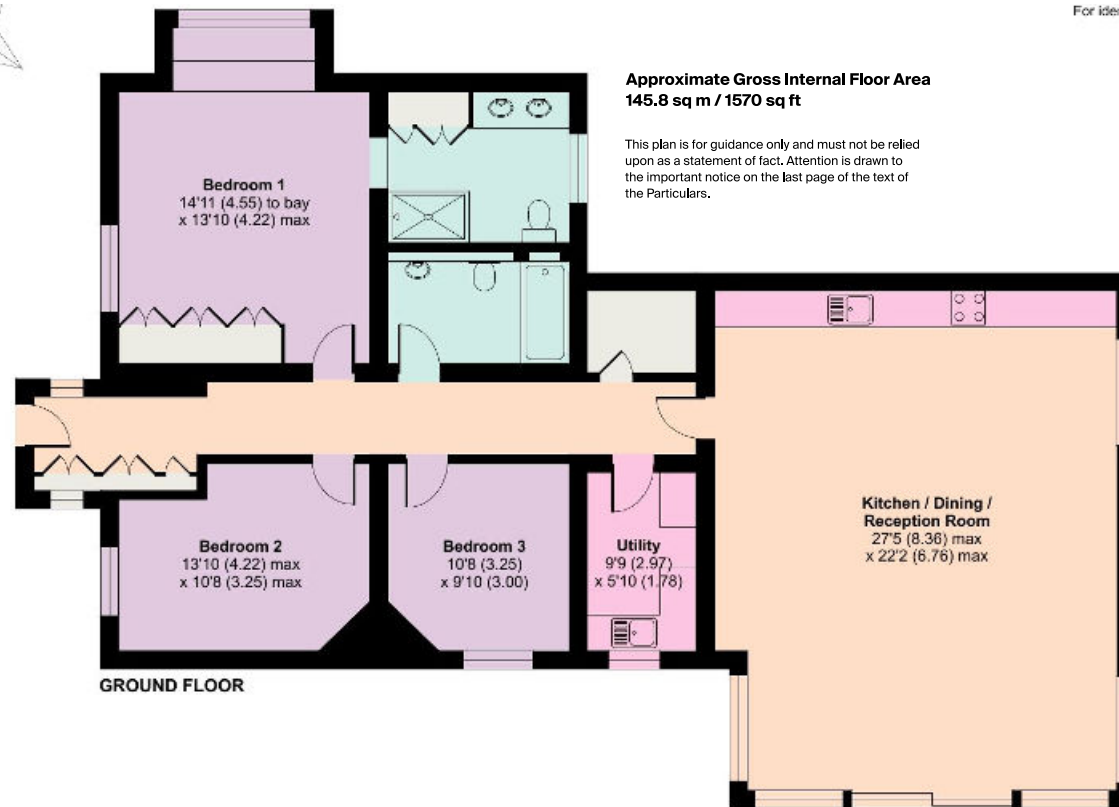 For ide
Approximate Gross Internal Floor Area
145.8 sq m / 1570 sq ft
This plan is for guidance only and must not be relied
upon as a statement of fact. Attention is drawn to
the important notice on the last page of the text of
the Particulars.
Bedroom 1
14'11 (4.55) to bay
x 13'10 (4.22) max
Bedroom 2
13'10 (4.22) max
x 10'8 (3.25) max
Bedroom 3
10'8 (3.25)
x 9'10 (3.00)
Utility
9'9 (2.97)
x 5'10 (1.78)
Kitchen / Dining /
Reception Room
27'5 (8.36) max
x 22'2 (6.76) max
GROUND FLOOR